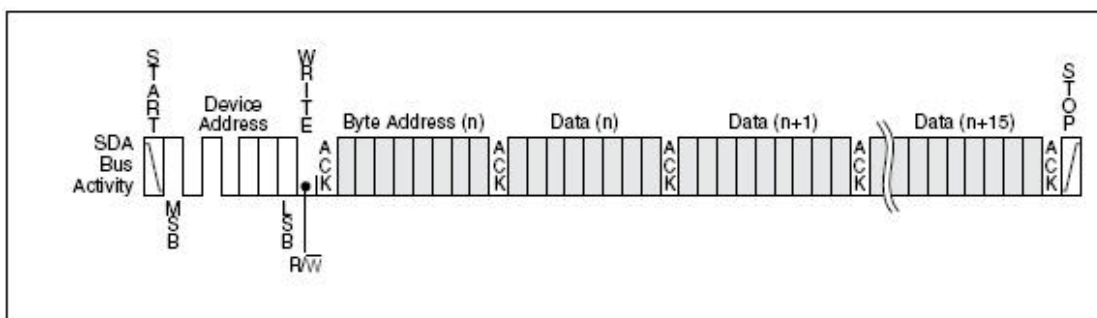 START
WRITE
STOP
Device
Address
Byte Address (n)
Data (n)
Data (n+1)
Data (n+15)
SDA
Bus
Activity
ACK
ACK
ACK
ACK
ACK
MSB
LSB
R/W̅